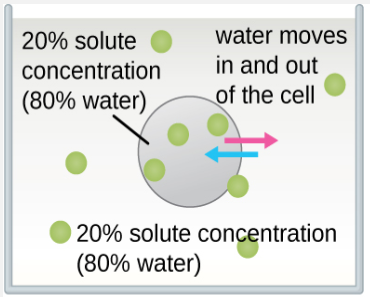 20% solute
concentration
(80% water)
water moves
in and out
of the cell
20% solute concentration
(80% water)